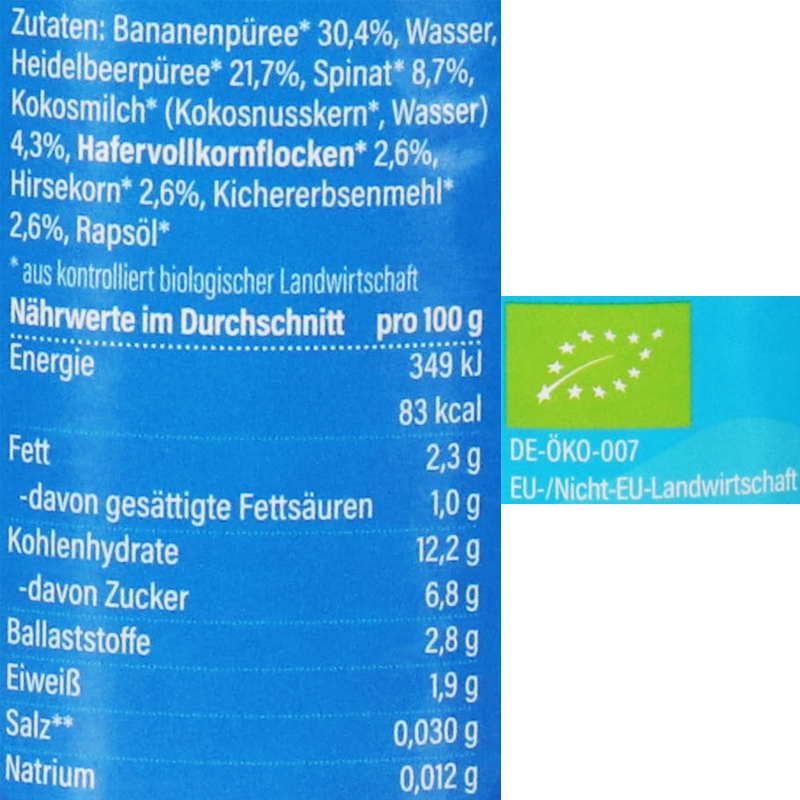 Zutaten: Bananenpüree* 30,4%, Wasser,
Heidelbeerpüree* 21,7%, Spinat* 8,7%,
Kokosmilch* (Kokosnusskern*, Wasser)
4,3%, Hafervollkornflocken* 2,6%,
Hirsekorn* 2,6%, Kichererbsenmehl*
2,6%, Rapsöl*
* aus kontrolliert biologischer Landwirtschaft
Nährwerte im Durchschnitt pro 100 g
Energie 349 kJ
83 kcal
Fett 2,3 g
-davon gesättigte Fettsäuren 1,0 g
Kohlenhydrate 12,2 g
-davon Zucker 6,8 g
Ballaststoffe 2,8 g
Eiweiß 1,9 g
Salz** 0,030 g
Natrium 0,012 g
DE-ÖKO-007
EU-/Nicht-EU-Landwirtschaft